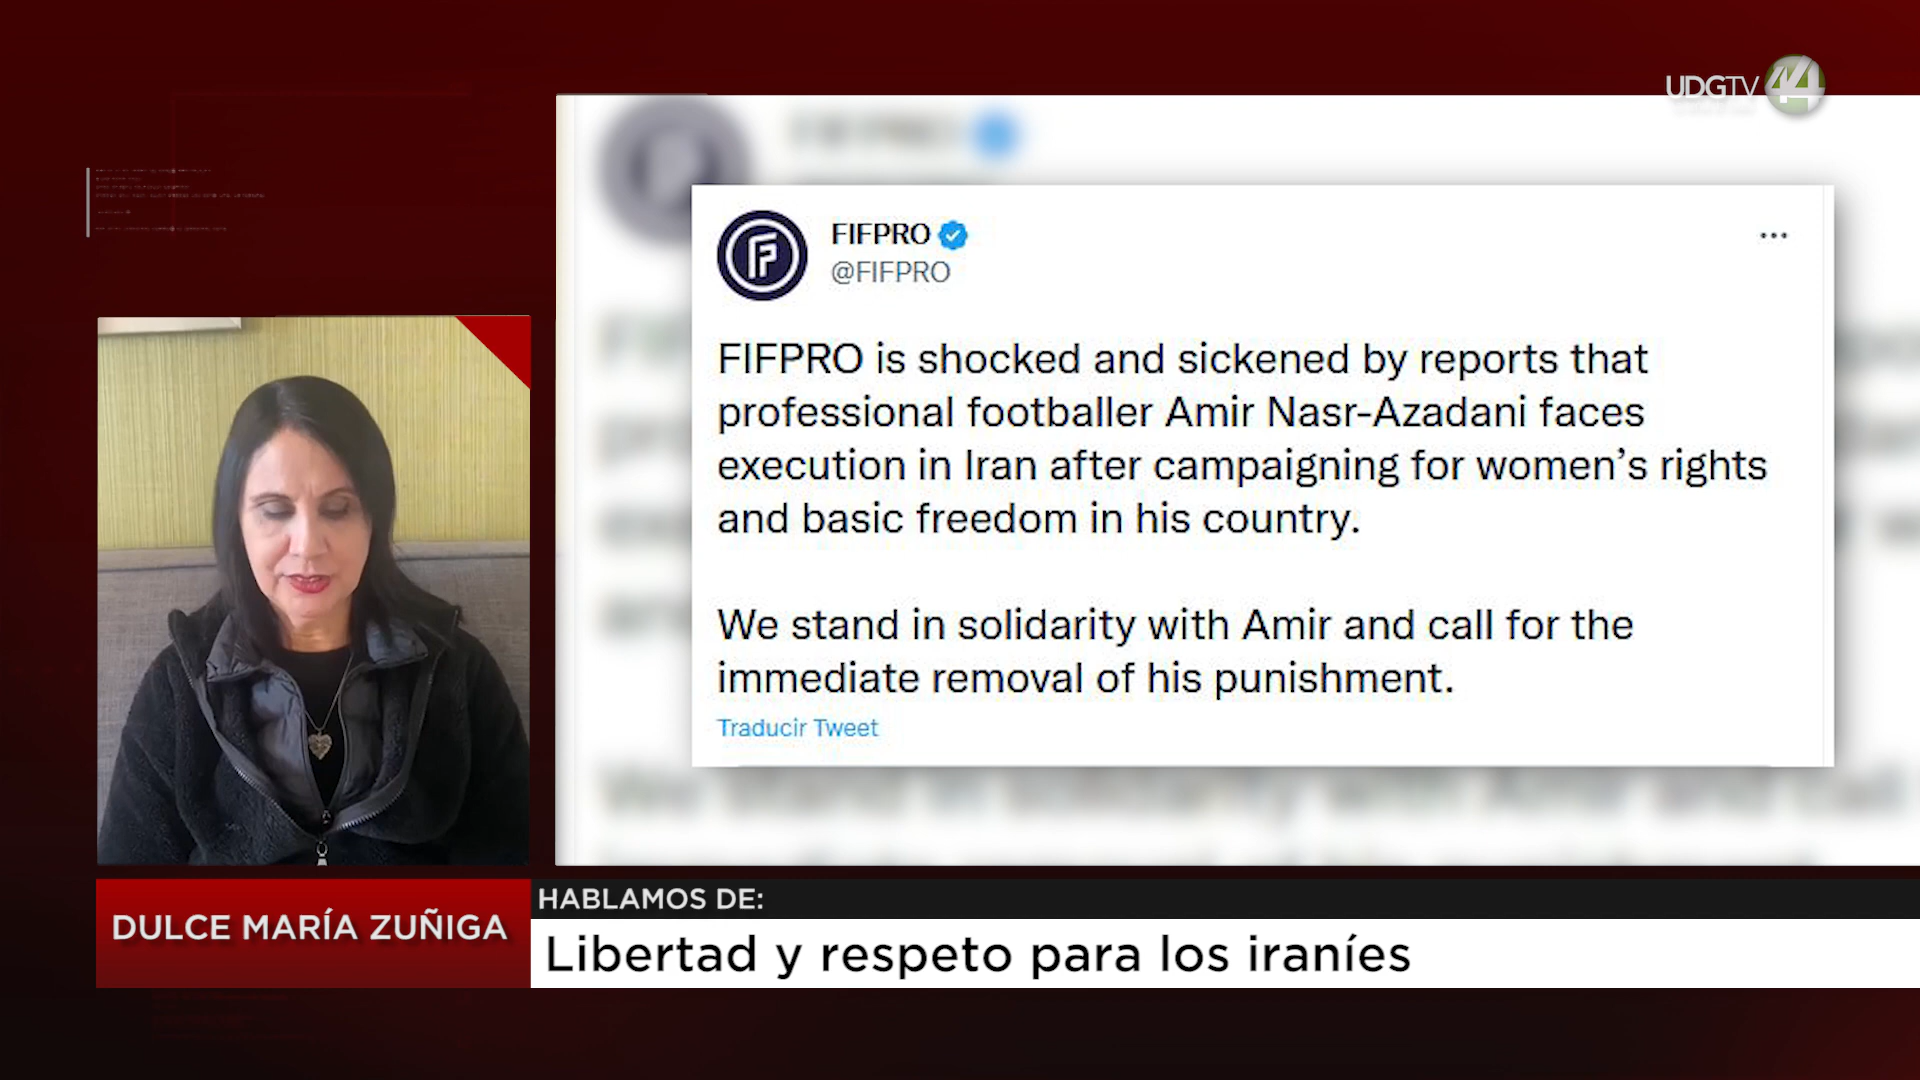 UDGTV 44
FIFPRO
@FIFPRO
FIFPRO is shocked and sickened by reports that
professional footballer Amir Nasr-Azadani faces
execution in Iran after campaigning for women’s rights
and basic freedom in his country.
We stand in solidarity with Amir and call for the
immediate removal of his punishment.
Traducir Tweet
DULCE MARÍA ZUÑIGA
HABLAMOS DE:
Libertad y respeto para los iraníes